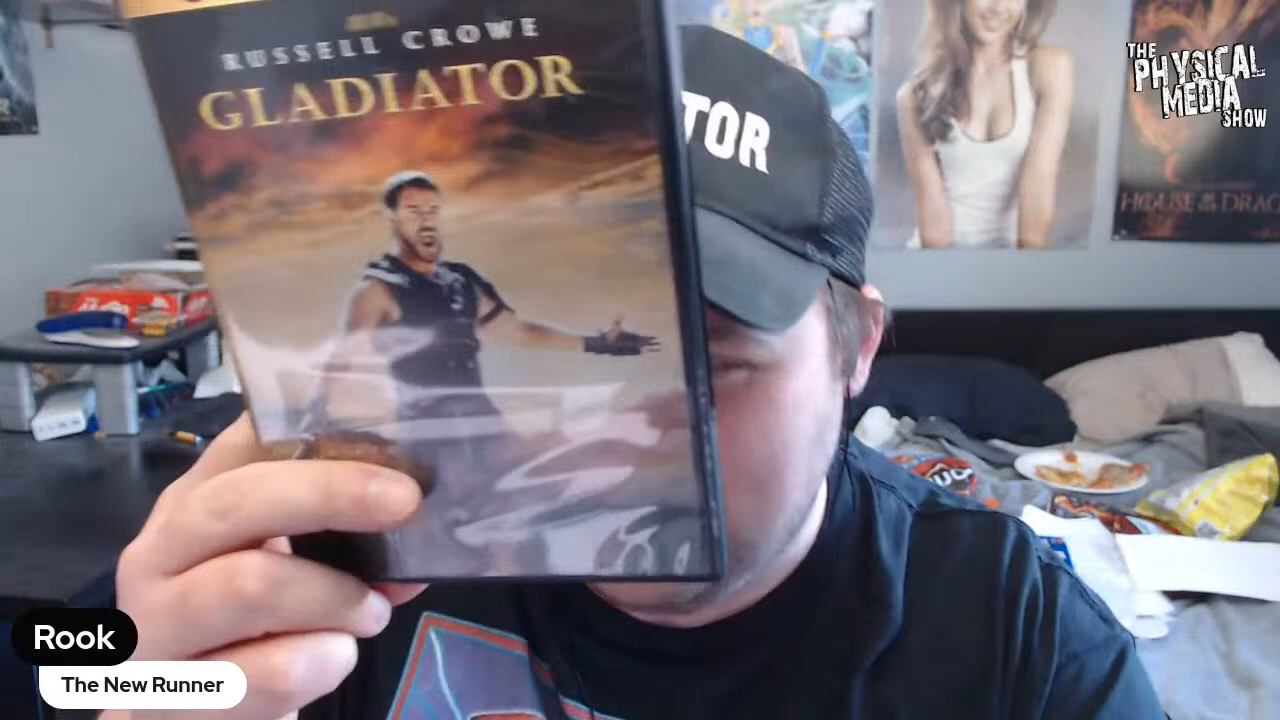 RUSSELL CROWE
GLADIATOR
TOR
THE
PHYSICAL
MEDIA
SHOW
HOUSE OF THE DRAG
Rook
The New Runner